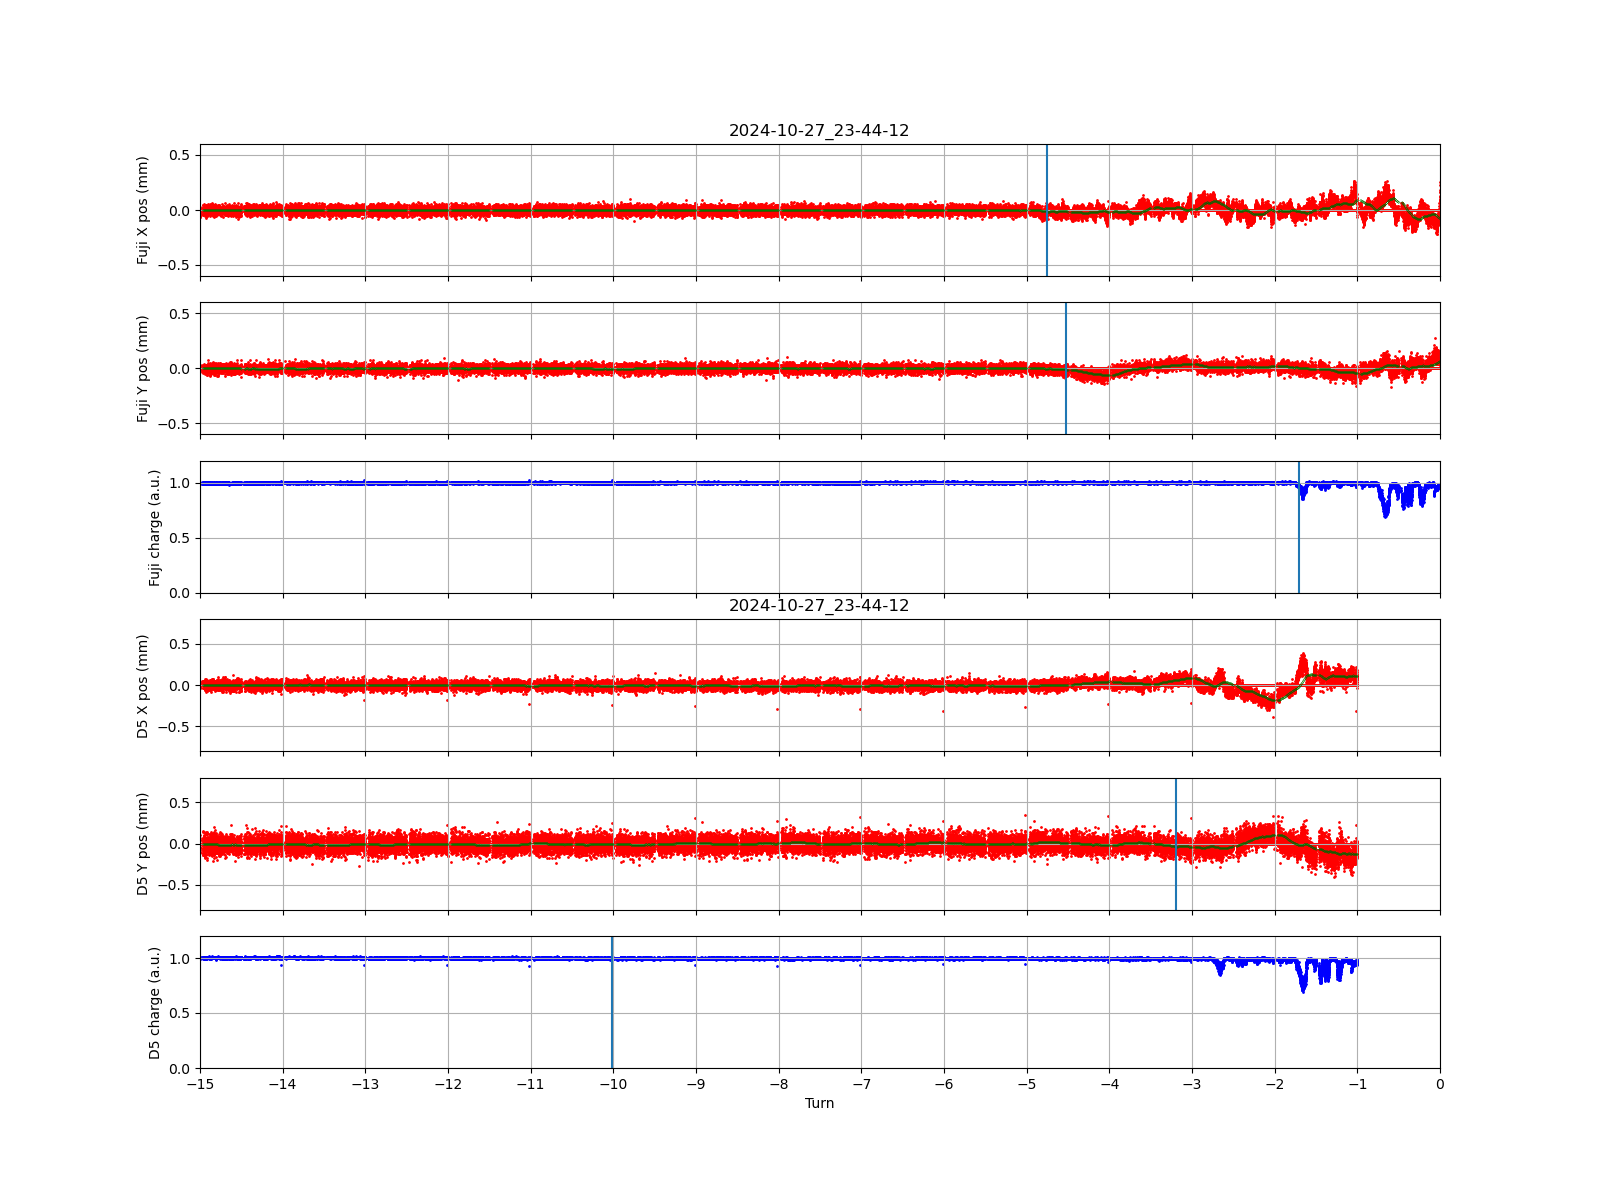 2024-10-27_23-44-12
Fuji X pos (mm)
0.5
0.0
−0.5
Fuji Y pos (mm)
0.5
0.0
−0.5
Fuji charge (a.u.)
1.0
0.5
0.0
2024-10-27_23-44-12
D5 X pos (mm)
0.5
0.0
−0.5
D5 Y pos (mm)
0.5
0.0
−0.5
D5 charge (a.u.)
1.0
0.5
0.0
−15 −14 −13 −12 −11 −10 −9 −8 −7 −6 −5 −4 −3 −2 −1 0
Turn